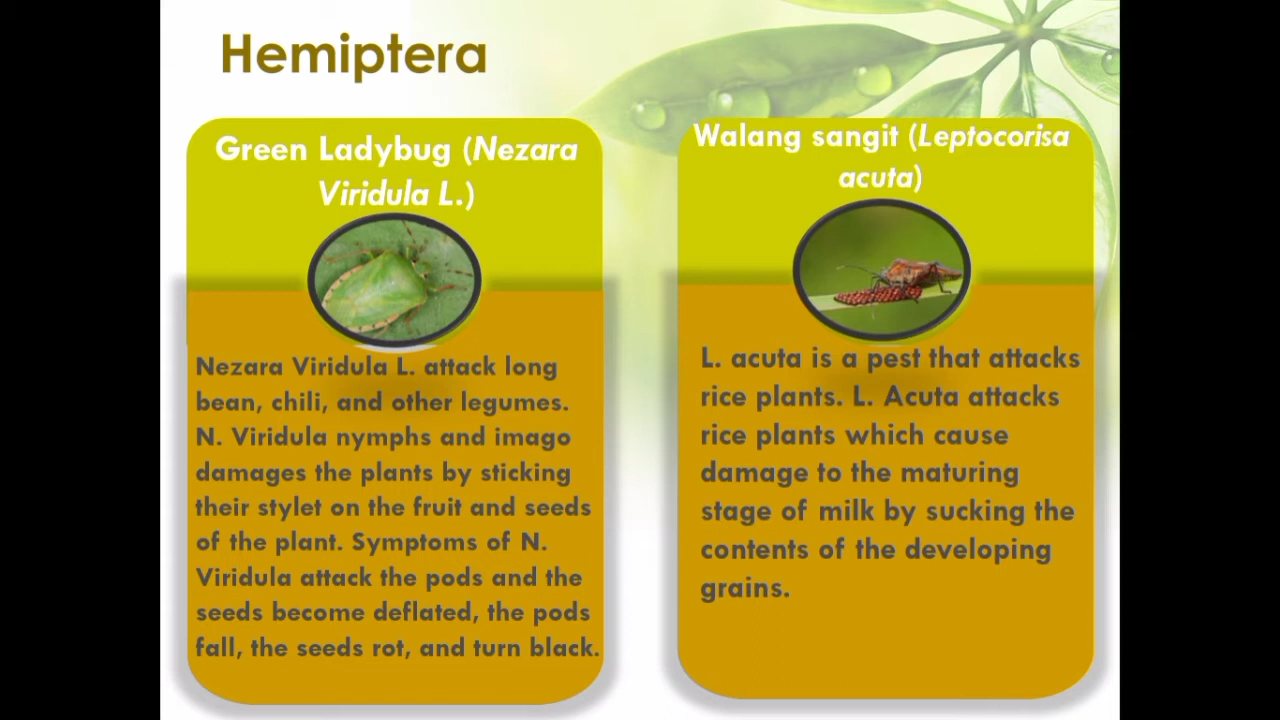 Hemiptera
Green Ladybug (Nezara
Viridula L.)
Nezara Viridula L. attack long
bean, chili, and other legumes.
N. Viridula nymphs and imago
damages the plants by sticking
their stylet on the fruit and seeds
of the plant. Symptoms of N.
Viridula attack the pods and the
seeds become deflated, the pods
fall, the seeds rot, and turn black.
Walang sangit (Leptocorisa
acuta)
L. acuta is a pest that attacks
rice plants. L. Acuta attacks
rice plants which cause
damage to the maturing
stage of milk by sucking the
contents of the developing
grains.